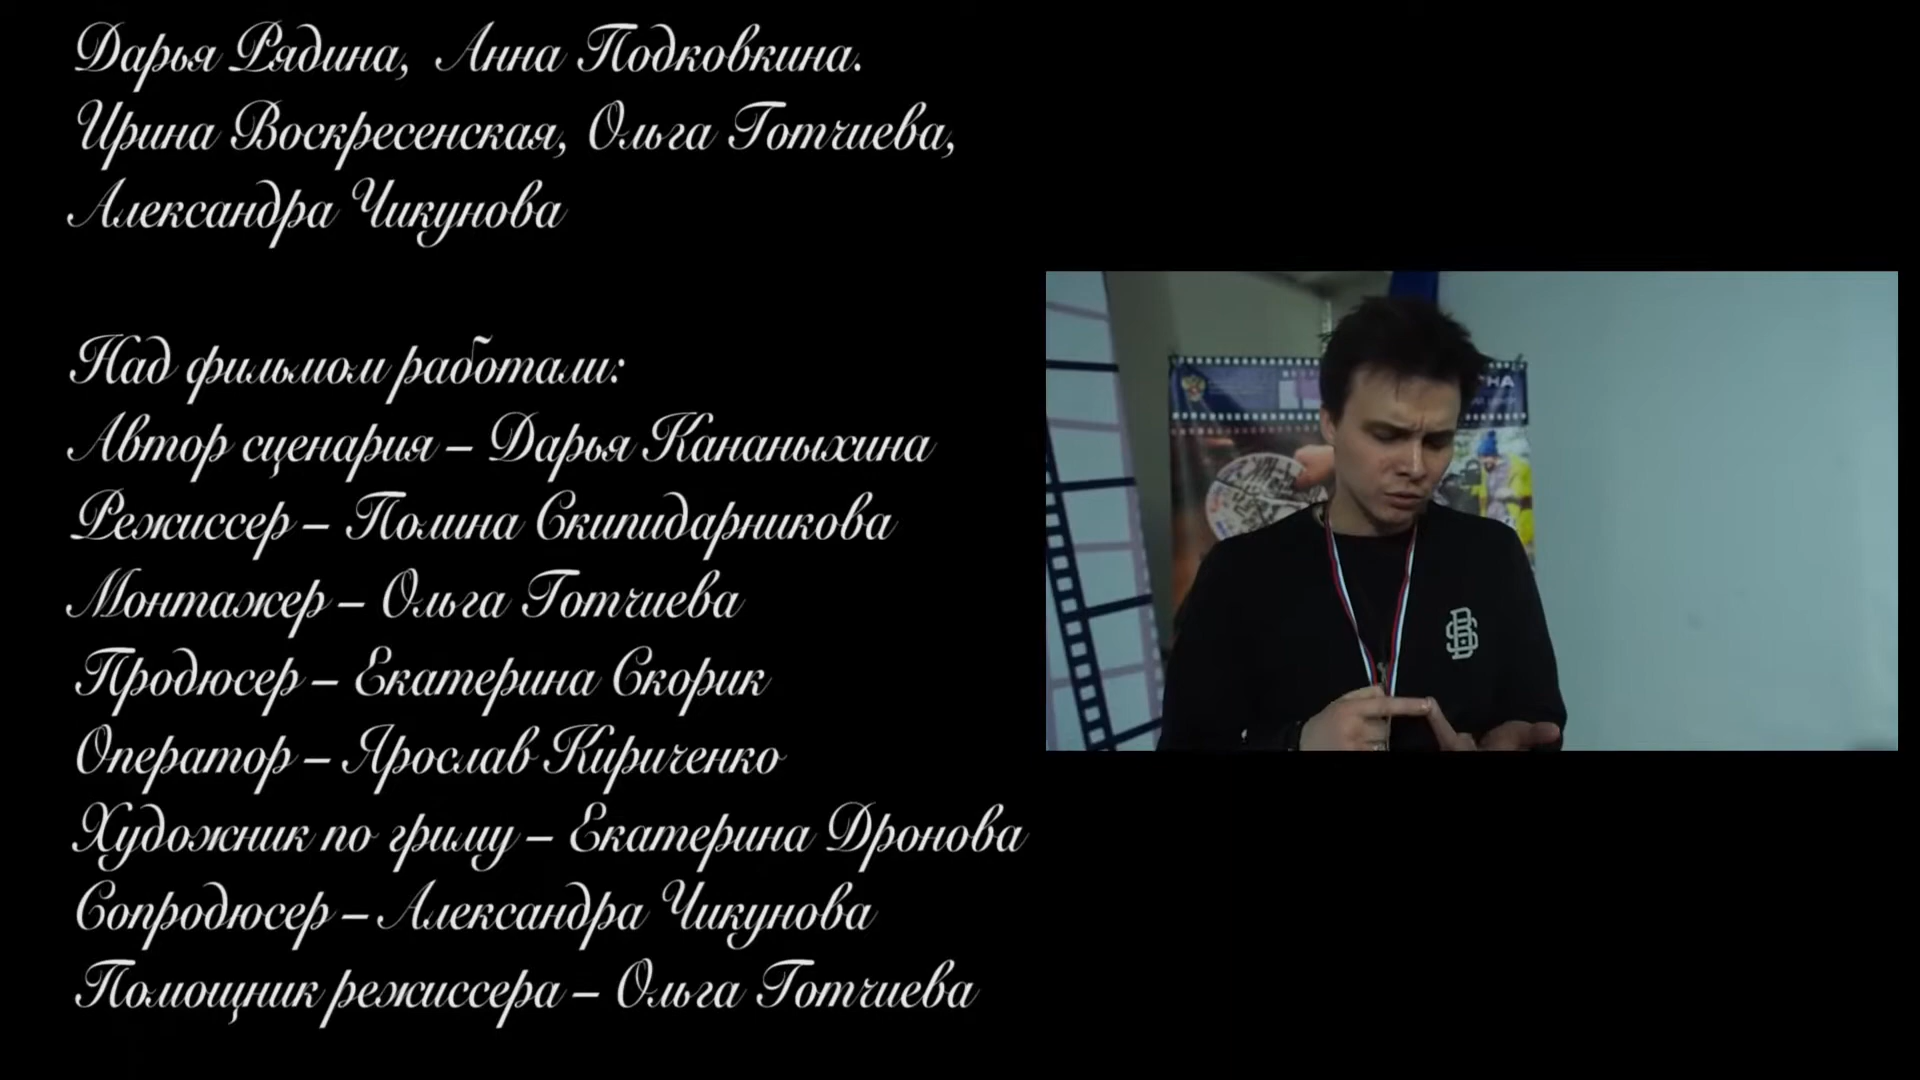 Дарья Рядина, Анна Подковкина.
Ирина Воскресенская, Ольга Готчиева,
Александра Чикунова
Над фильмом работали:
Автор сценария – Дарья Кананыхина
Режиссер – Полина Скипидарникова
Монтажер – Ольга Готчиева
Продюсер – Екатерина Скорик
Оператор – Ярослав Кириченко
Художник по гриму – Екатерина Дронова
Сопродюсер – Александра Чикунова
Помощник режиссера – Ольга Готчиева